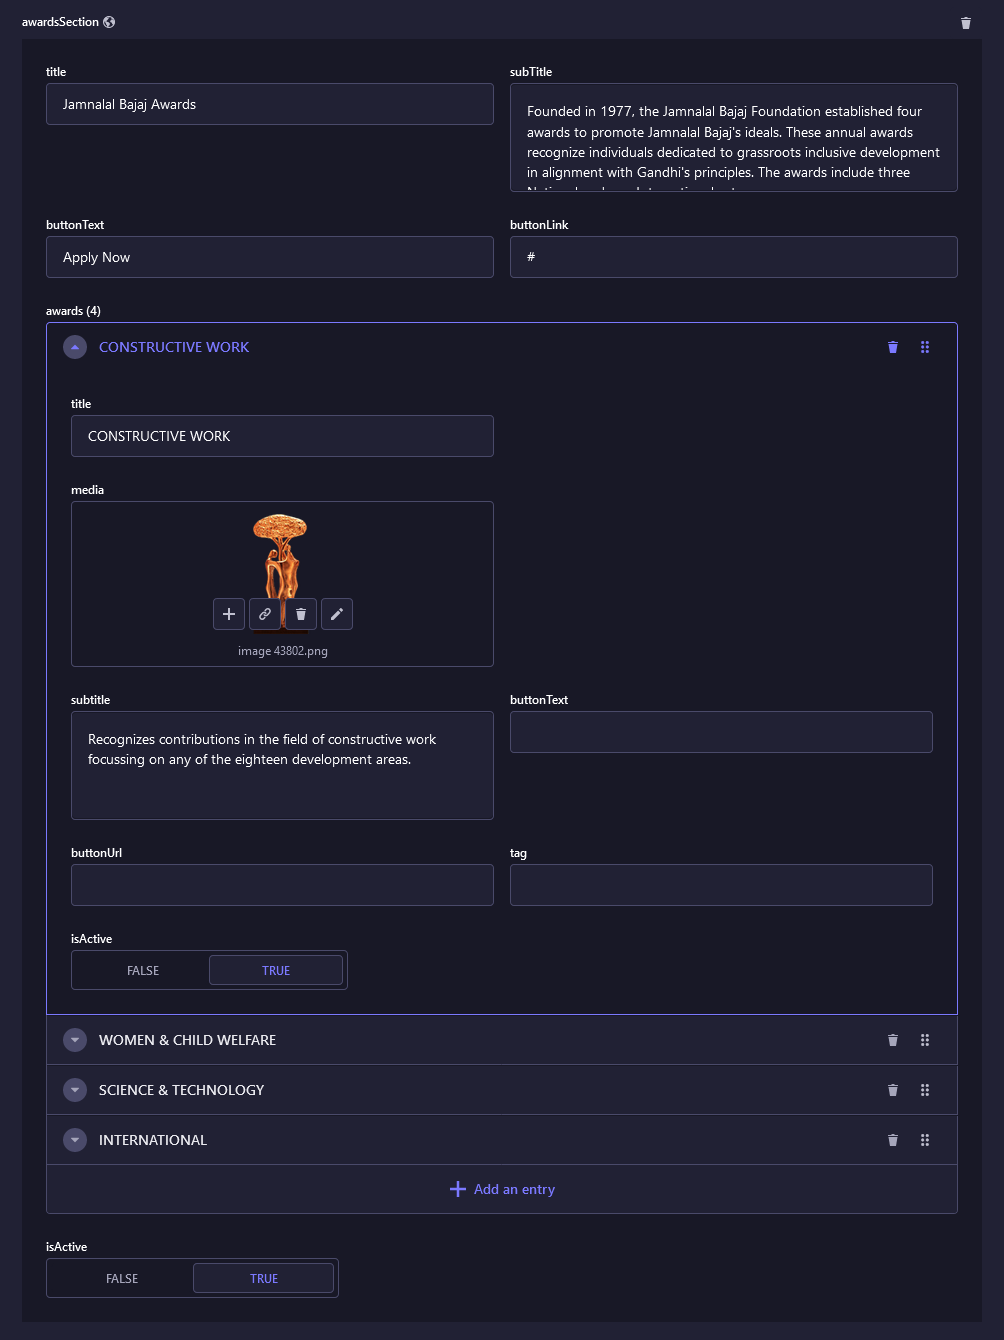 awardsSection
title
Jamnalal Bajaj Awards
subTitle
Founded in 1977, the Jamnalal Bajaj Foundation established four
awards to promote Jamnalal Bajaj's ideals. These annual awards
recognize individuals dedicated to grassroots inclusive development
in alignment with Gandhi's principles. The awards include three
buttonText
Apply Now
buttonLink
#
awards (4)
CONSTRUCTIVE WORK
title
CONSTRUCTIVE WORK
media
image 43802.png
subtitle
Recognizes contributions in the field of constructive work
focussing on any of the eighteen development areas.
buttonText
buttonUrl
tag
isActive
FALSE
TRUE
WOMEN & CHILD WELFARE
SCIENCE & TECHNOLOGY
INTERNATIONAL
Add an entry
isActive
FALSE
TRUE